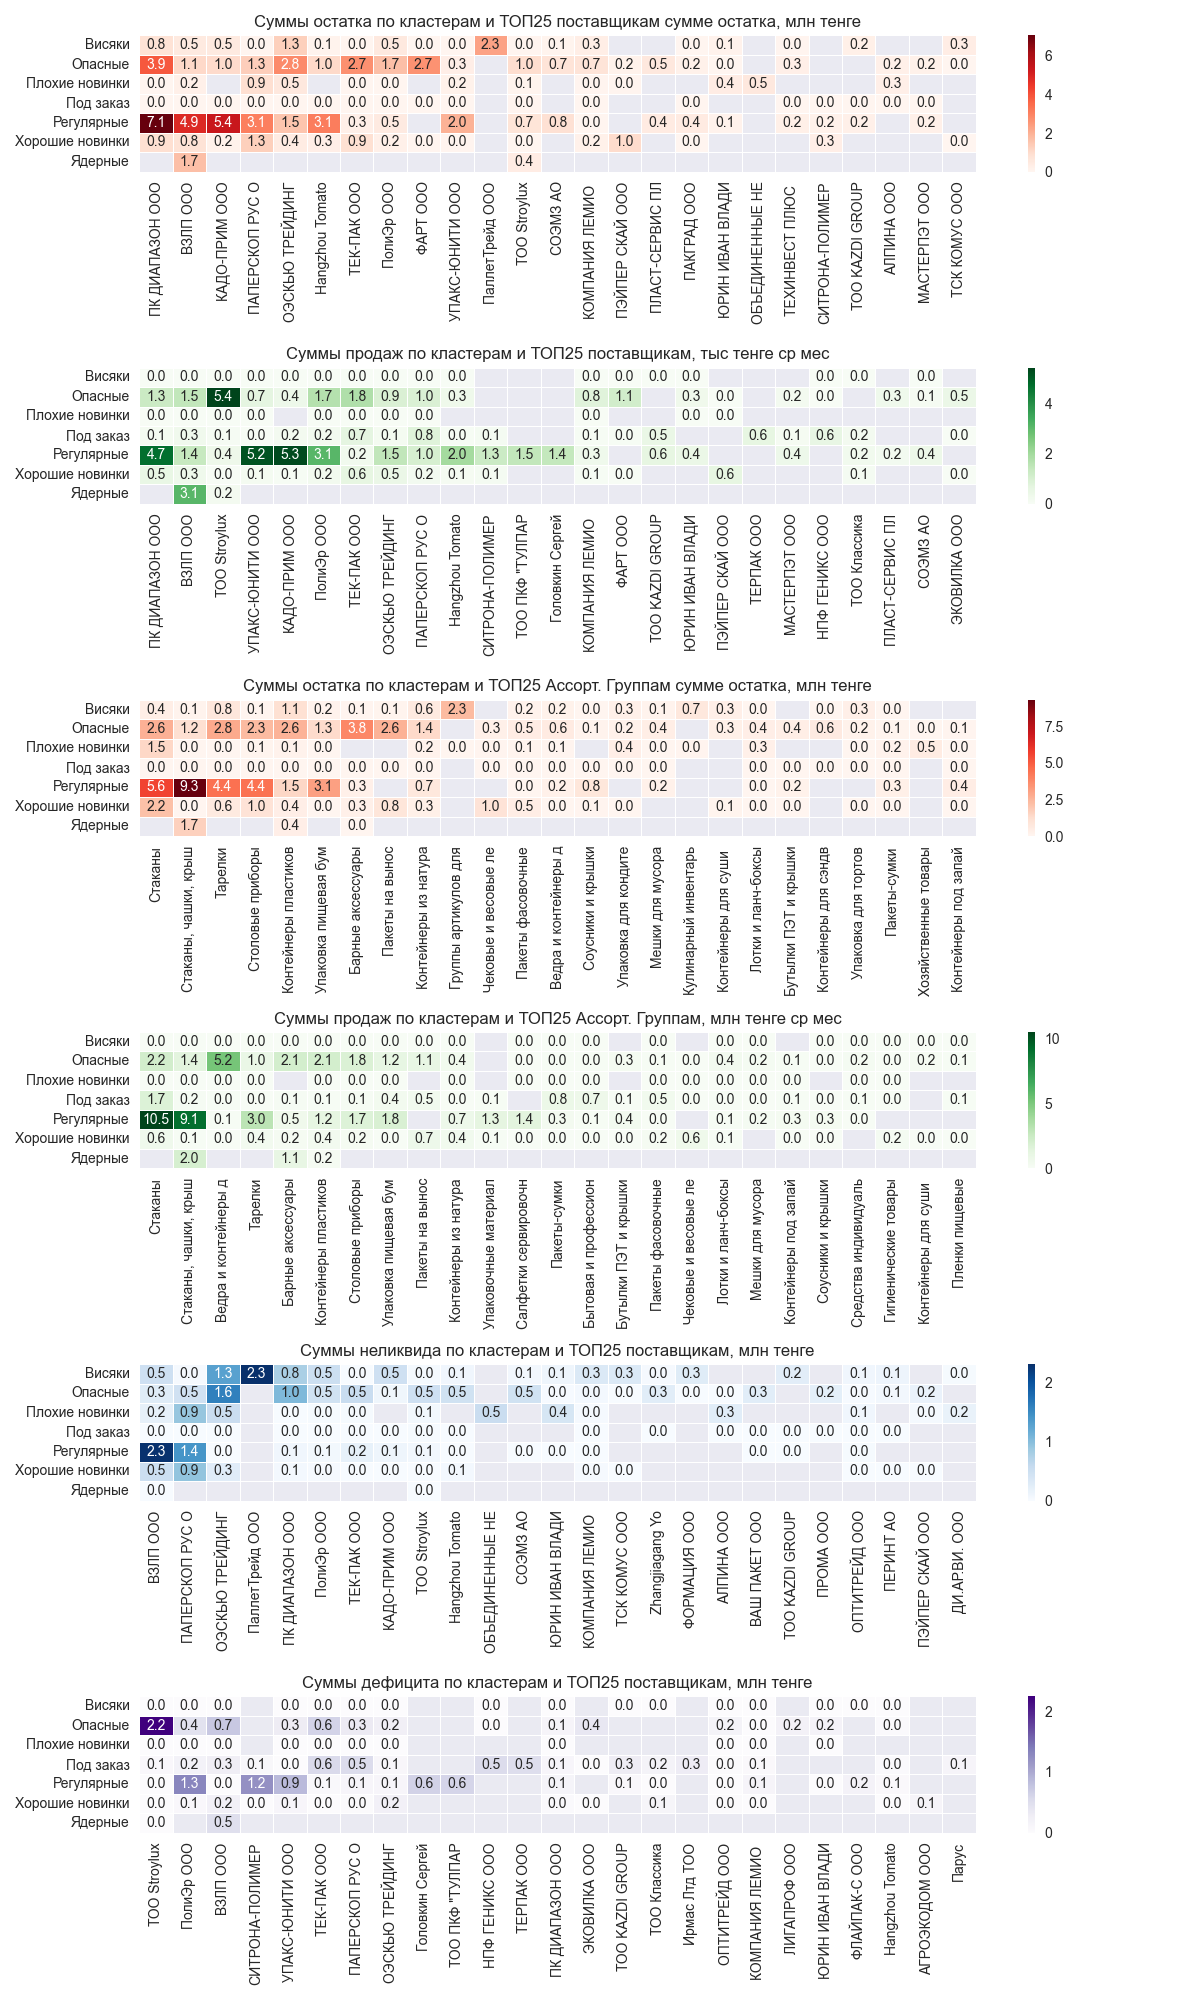 Суммы остатка по кластерам и ТОП25 поставщикам сумме остатка, млн тенге
Висяки 0.8 0.5 0.5 0.0 1.3 0.1 0.0 0.5 0.0 0.0 2.3 0.0 0.1 0.3 0.0 0.1 0.0 0.2 0.3
Опасные 3.9 1.1 1.0 1.3 2.8 1.0 2.7 1.7 2.7 0.3 1.0 0.7 0.7 0.2 0.5 0.2 0.0 0.3 0.2 0.2 0.0
Плохие новинки 0.0 0.2 0.9 0.5 0.0 0.0 0.2 0.1 0.0 0.0 0.4 0.5 0.3
Под заказ 0.0 0.0 0.0 0.0 0.0 0.0 0.0 0.0 0.0 0.0 0.0 0.0 0.0 0.0 0.0 0.0 0.0 0.0
Регулярные 7.1 4.9 5.4 3.1 1.5 3.1 0.3 0.5 2.0 0.7 0.8 0.0 0.4 0.4 0.1 0.2 0.2 0.2 0.2
Хорошие новинки 0.9 0.8 0.2 1.3 0.4 0.3 0.9 0.2 0.0 0.0 0.0 0.2 1.0 0.0 0.3 0.0
Ядерные 1.7 0.4
6
4
2
0
ПК ДИАПАЗОН ООО
ВЗЛП ООО
КАДО-ПРИМ ООО
ПАПЕРСКОП РУС О
ОЭСКЬЮ ТРЕЙДИНГ
Hangzhou Tomato
ТЕК-ПАК ООО
ПолиЭр ООО
ФАРТ ООО
УПАКС-ЮНИТИ ООО
ПаллетТрейд ООО
ТОО Stroylux
СОЭМЗ АО
КОМПАНИЯ ЛЕМИО
ПЭЙПЕР СКАЙ ООО
ПЛАСТ-СЕРВИС ПЛ
ПАКГРАД ООО
ЮРИН ИВАН ВЛАДИ
ОБЪЕДИНЕННЫЕ НЕ
ТЕХИНВЕСТ ПЛЮС
СИТРОНА-ПОЛИМЕР
ТОО KAZDI GROUP
АЛПИНА ООО
МАСТЕРПЭТ ООО
ТСК КОМУС ООО
Суммы продаж по кластерам и ТОП25 поставщикам, тыс тенге ср мес
Висяки 0.0 0.0 0.0 0.0 0.0 0.0 0.0 0.0 0.0 0.0 0.0 0.0 0.0 0.0 0.0 0.0 0.0
Опасные 1.3 1.5 5.4 0.7 0.4 1.7 1.8 0.9 1.0 0.3 0.8 1.1 0.3 0.0 0.2 0.0 0.3 0.1 0.5
Плохие новинки 0.0 0.0 0.0 0.0 0.0 0.0 0.0 0.0 0.0 0.0 0.0
Под заказ 0.1 0.3 0.1 0.0 0.2 0.2 0.7 0.1 0.8 0.0 0.1 0.1 0.0 0.5 0.6 0.1 0.6 0.2 0.0
Регулярные 4.7 1.4 0.4 5.2 5.3 3.1 0.2 1.5 1.0 2.0 1.3 1.5 1.4 0.3 0.6 0.4 0.4 0.2 0.2 0.4
Хорошие новинки 0.5 0.3 0.0 0.1 0.1 0.2 0.6 0.5 0.2 0.1 0.1 0.1 0.0 0.6 0.1 0.0
Ядерные 3.1 0.2
4
2
0
ПК ДИАПАЗОН ООО
ВЗЛП ООО
ТОО Stroylux
УПАКС-ЮНИТИ ООО
КАДО-ПРИМ ООО
ПолиЭр ООО
ТЕК-ПАК ООО
ОЭСКЬЮ ТРЕЙДИНГ
ПАПЕРСКОП РУС О
Hangzhou Tomato
СИТРОНА-ПОЛИМЕР
ТОО ПКФ "ТУЛПАР
Головкин Сергей
КОМПАНИЯ ЛЕМИО
ФАРТ ООО
ТОО KAZDI GROUP
ЮРИН ИВАН ВЛАДИ
ПЭЙПЕР СКАЙ ООО
ТЕРПАК ООО
МАСТЕРПЭТ ООО
НПФ ГЕНИКС ООО
ТОО Классика
ПЛАСТ-СЕРВИС ПЛ
СОЭМЗ АО
ЭКОВИЛКА ООО
Суммы остатка по кластерам и ТОП25 Ассорт. Группам сумме остатка, млн тенге
Висяки 0.4 0.1 0.8 0.1 1.1 0.2 0.1 0.1 0.6 2.3 0.2 0.2 0.0 0.3 0.1 0.7 0.3 0.0 0.0 0.3 0.0
Опасные 2.6 1.2 2.8 2.3 2.6 1.3 3.8 2.6 1.4 0.3 0.5 0.6 0.1 0.2 0.4 0.3 0.4 0.4 0.6 0.2 0.1 0.0 0.1
Плохие новинки 1.5 0.0 0.0 0.1 0.1 0.0 0.2 0.0 0.0 0.1 0.1 0.4 0.0 0.0 0.3 0.0 0.2 0.5 0.0
Под заказ 0.0 0.0 0.0 0.0 0.0 0.0 0.0 0.0 0.0 0.0 0.0 0.0 0.0 0.0 0.0 0.0 0.0 0.0 0.0 0.0 0.0
Регулярные 5.6 9.3 4.4 4.4 1.5 3.1 0.3 0.7 0.0 0.2 0.8 0.2 0.0 0.2 0.3 0.4
Хорошие новинки 2.2 0.0 0.6 1.0 0.4 0.0 0.3 0.8 0.3 1.0 0.5 0.0 0.1 0.0 0.1 0.0 0.0 0.0 0.0 0.0
Ядерные 1.7 0.4 0.0
7.5
5.0
2.5
0.0
Стаканы
Стаканы, чашки, крыш
Тарелки
Столовые приборы
Контейнеры пластиков
Упаковка пищевая бум
Барные аксессуары
Пакеты на вынос
Контейнеры из натура
Группы артикулов для
Чековые и весовые ле
Пакеты фасовочные
Ведра и контейнеры д
Соусники и крышки
Упаковка для кондите
Мешки для мусора
Кулинарный инвентарь
Контейнеры для суши
Лотки и ланч-боксы
Бутылки ПЭТ и крышки
Контейнеры для сэндв
Упаковка для тортов
Пакеты-сумки
Хозяйственные товары
Контейнеры под запай
Суммы продаж по кластерам и ТОП25 Ассорт. Группам, млн тенге ср мес
Висяки 0.0 0.0 0.0 0.0 0.0 0.0 0.0 0.0 0.0 0.0 0.0 0.0 0.0 0.0 0.0 0.0 0.0 0.0 0.0 0.0 0.0 0.0
Опасные 2.2 1.4 5.2 1.0 2.1 2.1 1.8 1.2 1.1 0.4 0.0 0.0 0.0 0.3 0.1 0.0 0.4 0.2 0.1 0.0 0.2 0.0 0.2 0.1
Плохие новинки 0.0 0.0 0.0 0.0 0.0 0.0 0.0 0.0 0.0 0.0 0.0 0.0 0.0 0.0 0.0 0.0 0.0 0.0
Под заказ 1.7 0.2 0.0 0.0 0.1 0.1 0.1 0.4 0.5 0.0 0.1 0.8 0.7 0.1 0.5 0.0 0.0 0.0 0.1 0.0 0.1 0.0 0.1
Регулярные 10.5 9.1 0.1 3.0 0.5 1.2 1.7 1.8 0.7 1.3 1.4 0.3 0.1 0.4 0.0 0.1 0.2 0.3 0.3 0.0
Хорошие новинки 0.6 0.1 0.0 0.4 0.2 0.4 0.2 0.0 0.7 0.4 0.1 0.0 0.0 0.0 0.0 0.2 0.6 0.1 0.0 0.0 0.2 0.0 0.0
Ядерные 2.0 1.1 0.2
10
5
0
Стаканы
Стаканы, чашки, крыш
Ведра и контейнеры д
Тарелки
Барные аксессуары
Контейнеры пластиков
Столовые приборы
Упаковка пищевая бум
Пакеты на вынос
Контейнеры из натура
Упаковочные материал
Салфетки сервировочн
Пакеты-сумки
Бытовая и профессион
Бутылки ПЭТ и крышки
Пакеты фасовочные
Чековые и весовые ле
Лотки и ланч-боксы
Мешки для мусора
Контейнеры под запай
Соусники и крышки
Средства индивидуаль
Гигиенические товары
Контейнеры для суши
Пленки пищевые
Суммы неликвида по кластерам и ТОП25 поставщикам, млн тенге
Висяки 0.5 0.0 1.3 2.3 0.8 0.5 0.0 0.5 0.0 0.1 0.1 0.1 0.3 0.3 0.0 0.3 0.2 0.1 0.1 0.0
Опасные 0.3 0.5 1.6 1.0 0.5 0.5 0.1 0.5 0.5 0.5 0.0 0.0 0.0 0.3 0.0 0.0 0.3 0.2 0.0 0.1 0.2
Плохие новинки 0.2 0.9 0.5 0.0 0.0 0.0 0.1 0.5 0.4 0.0 0.3 0.1 0.0 0.2
Под заказ 0.0 0.0 0.0 0.0 0.0 0.0 0.0 0.0 0.0 0.0 0.0 0.0 0.0 0.0 0.0 0.0 0.0
Регулярные 2.3 1.4 0.0 0.1 0.1 0.2 0.1 0.1 0.0 0.0 0.0 0.0 0.0 0.0 0.0
Хорошие новинки 0.5 0.9 0.3 0.1 0.0 0.0 0.0 0.0 0.1 0.0 0.0 0.0 0.0 0.0
Ядерные 0.0 0.0
2
1
0
ВЗЛП ООО
ПАПЕРСКОП РУС О
ОЭСКЬЮ ТРЕЙДИНГ
ПаллетТрейд ООО
ПК ДИАПАЗОН ООО
ПолиЭр ООО
ТЕК-ПАК ООО
КАДО-ПРИМ ООО
ТОО Stroylux
Hangzhou Tomato
ОБЪЕДИНЕННЫЕ НЕ
СОЭМЗ АО
ЮРИН ИВАН ВЛАДИ
КОМПАНИЯ ЛЕМИО
ТСК КОМУС ООО
Zhangjiagang Yo
ФОРМАЦИЯ ООО
АЛПИНА ООО
ВАШ ПАКЕТ ООО
ТОО KAZDI GROUP
ПРОМА ООО
ОПТИТРЕЙД ООО
ПЕРИНТ АО
ПЭЙПЕР СКАЙ ООО
ДИ.АР.ВИ. ООО
Суммы дефицита по кластерам и ТОП25 поставщикам, млн тенге
Висяки 0.0 0.0 0.0 0.0 0.0 0.0 0.0 0.0 0.0 0.0 0.0 0.0 0.0 0.0 0.0
Опасные 2.2 0.4 0.7 0.3 0.6 0.3 0.2 0.0 0.1 0.4 0.2 0.0 0.2 0.2 0.0
Плохие новинки 0.0 0.0 0.0 0.0 0.0 0.0 0.0 0.0 0.0 0.0 0.0
Под заказ 0.1 0.2 0.3 0.1 0.0 0.6 0.5 0.1 0.5 0.5 0.1 0.0 0.3 0.2 0.3 0.0 0.1 0.0 0.1
Регулярные 0.0 1.3 0.0 1.2 0.9 0.1 0.1 0.1 0.6 0.6 0.1 0.1 0.0 0.0 0.1 0.0 0.2 0.1
Хорошие новинки 0.0 0.1 0.2 0.0 0.1 0.0 0.0 0.2 0.0 0.0 0.1 0.0 0.0 0.0 0.1
Ядерные 0.0 0.5
2
1
0
ТОО Stroylux
ПолиЭр ООО
ВЗЛП ООО
СИТРОНА-ПОЛИМЕР
УПАКС-ЮНИТИ ООО
ТЕК-ПАК ООО
ПАПЕРСКОП РУС О
ОЭСКЬЮ ТРЕЙДИНГ
Головкин Сергей
ТОО ПКФ "ТУЛПАР
НПФ ГЕНИКС ООО
ТЕРПАК ООО
ПК ДИАПАЗОН ООО
ЭКОВИЛКА ООО
ТОО KAZDI GROUP
ТОО Классика
Ирмас Лтд ТОО
ОПТИТРЕЙД ООО
КОМПАНИЯ ЛЕМИО
ЛИГАПРОФ ООО
ЮРИН ИВАН ВЛАДИ
ФЛАЙПАК-С ООО
Hangzhou Tomato
АГРОЭКОДОМ ООО
Парус